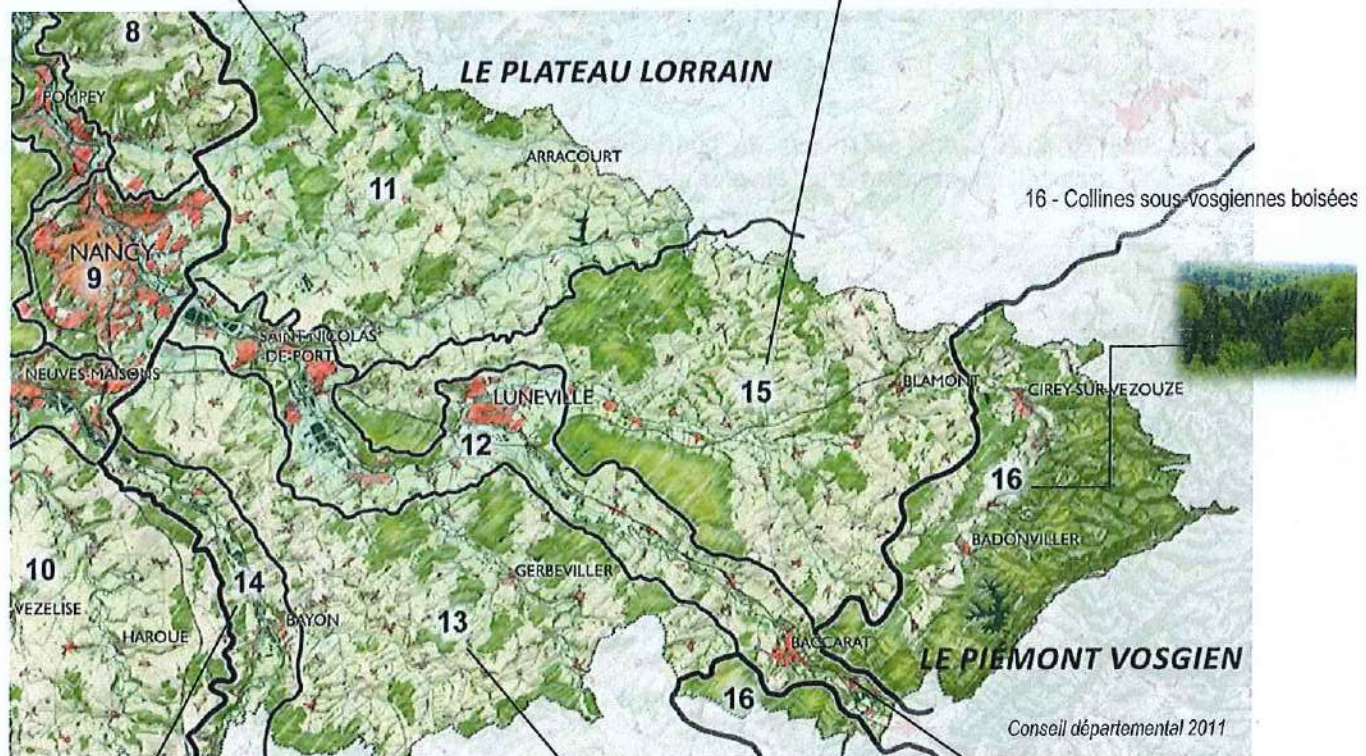 8
LE PLATEAU LORRAIN
POMPEY
ARRACOURT
11
16 - Collines sous-vosgiennes boisées
NANCY
9
SAINT-NICOLAS
-DE-PORT
NEUVES-MAISONS
LUNEVILLE
15
BLAMONT
CIREY-SUR-VEZOUZE
12
16
BADONVILLER
10
14
GERBEVILLER
VEZELISE
HAROUE
BAYON
13
BACCARAT
LE PIÉMONT VOSGIEN
16
Conseil départemental 2011